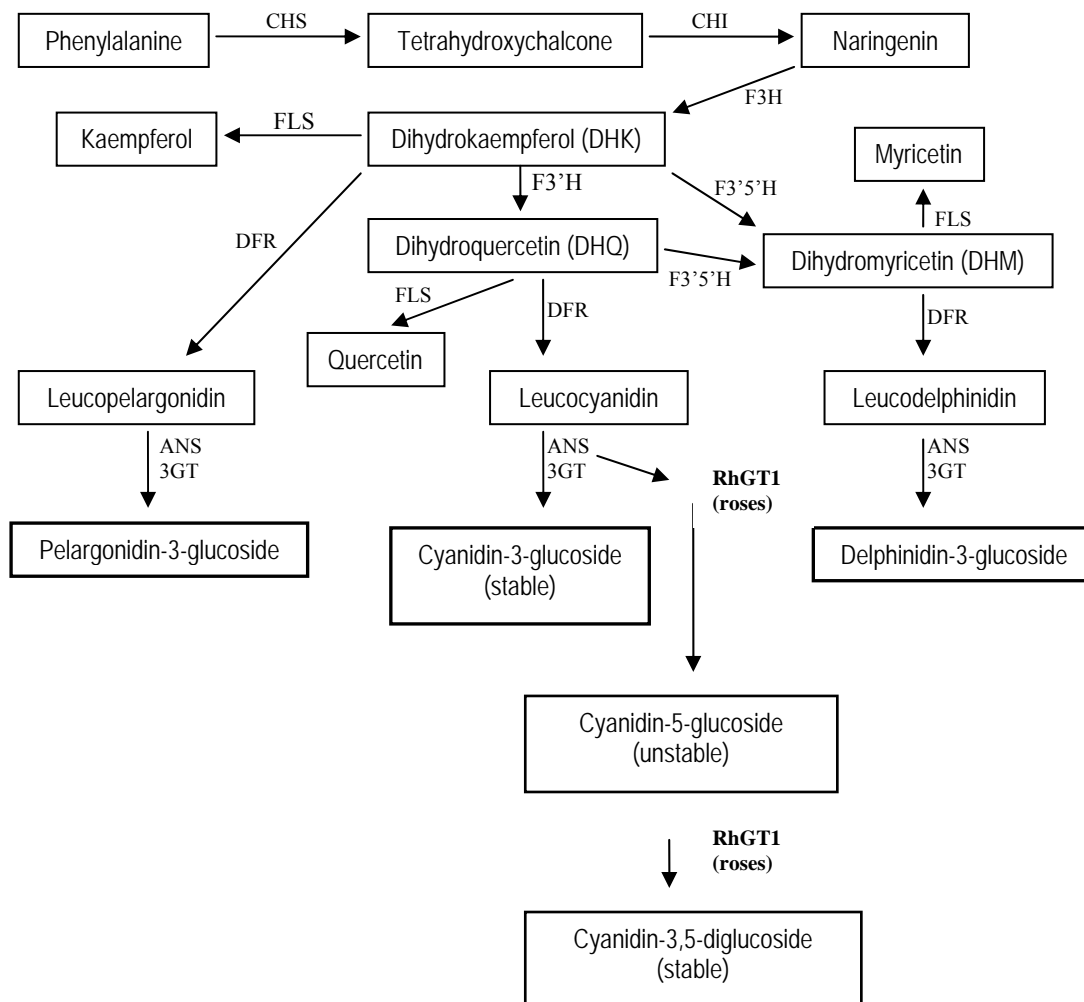 CHS
CHI
Phenylalanine
Tetrahydroxychalcone
Naringenin
F3H
Kaempferol
FLS
Dihydrokaempferol (DHK)
Myricetin
F3’H
F3’5’H
FLS
DFR
Dihydroquercetin (DHQ)
F3’5’H
Dihydromyricetin (DHM)
FLS
DFR
DFR
Quercetin
Leucopelargonidin
Leucocyanidin
Leucodelphinidin
ANS
3GT
ANS
3GT
RhGT1
(roses)
ANS
3GT
Pelargonidin-3-glucoside
Cyanidin-3-glucoside
(stable)
Delphinidin-3-glucoside
Cyanidin-5-glucoside
(unstable)
RhGT1
(roses)
Cyanidin-3,5-diglucoside
(stable)